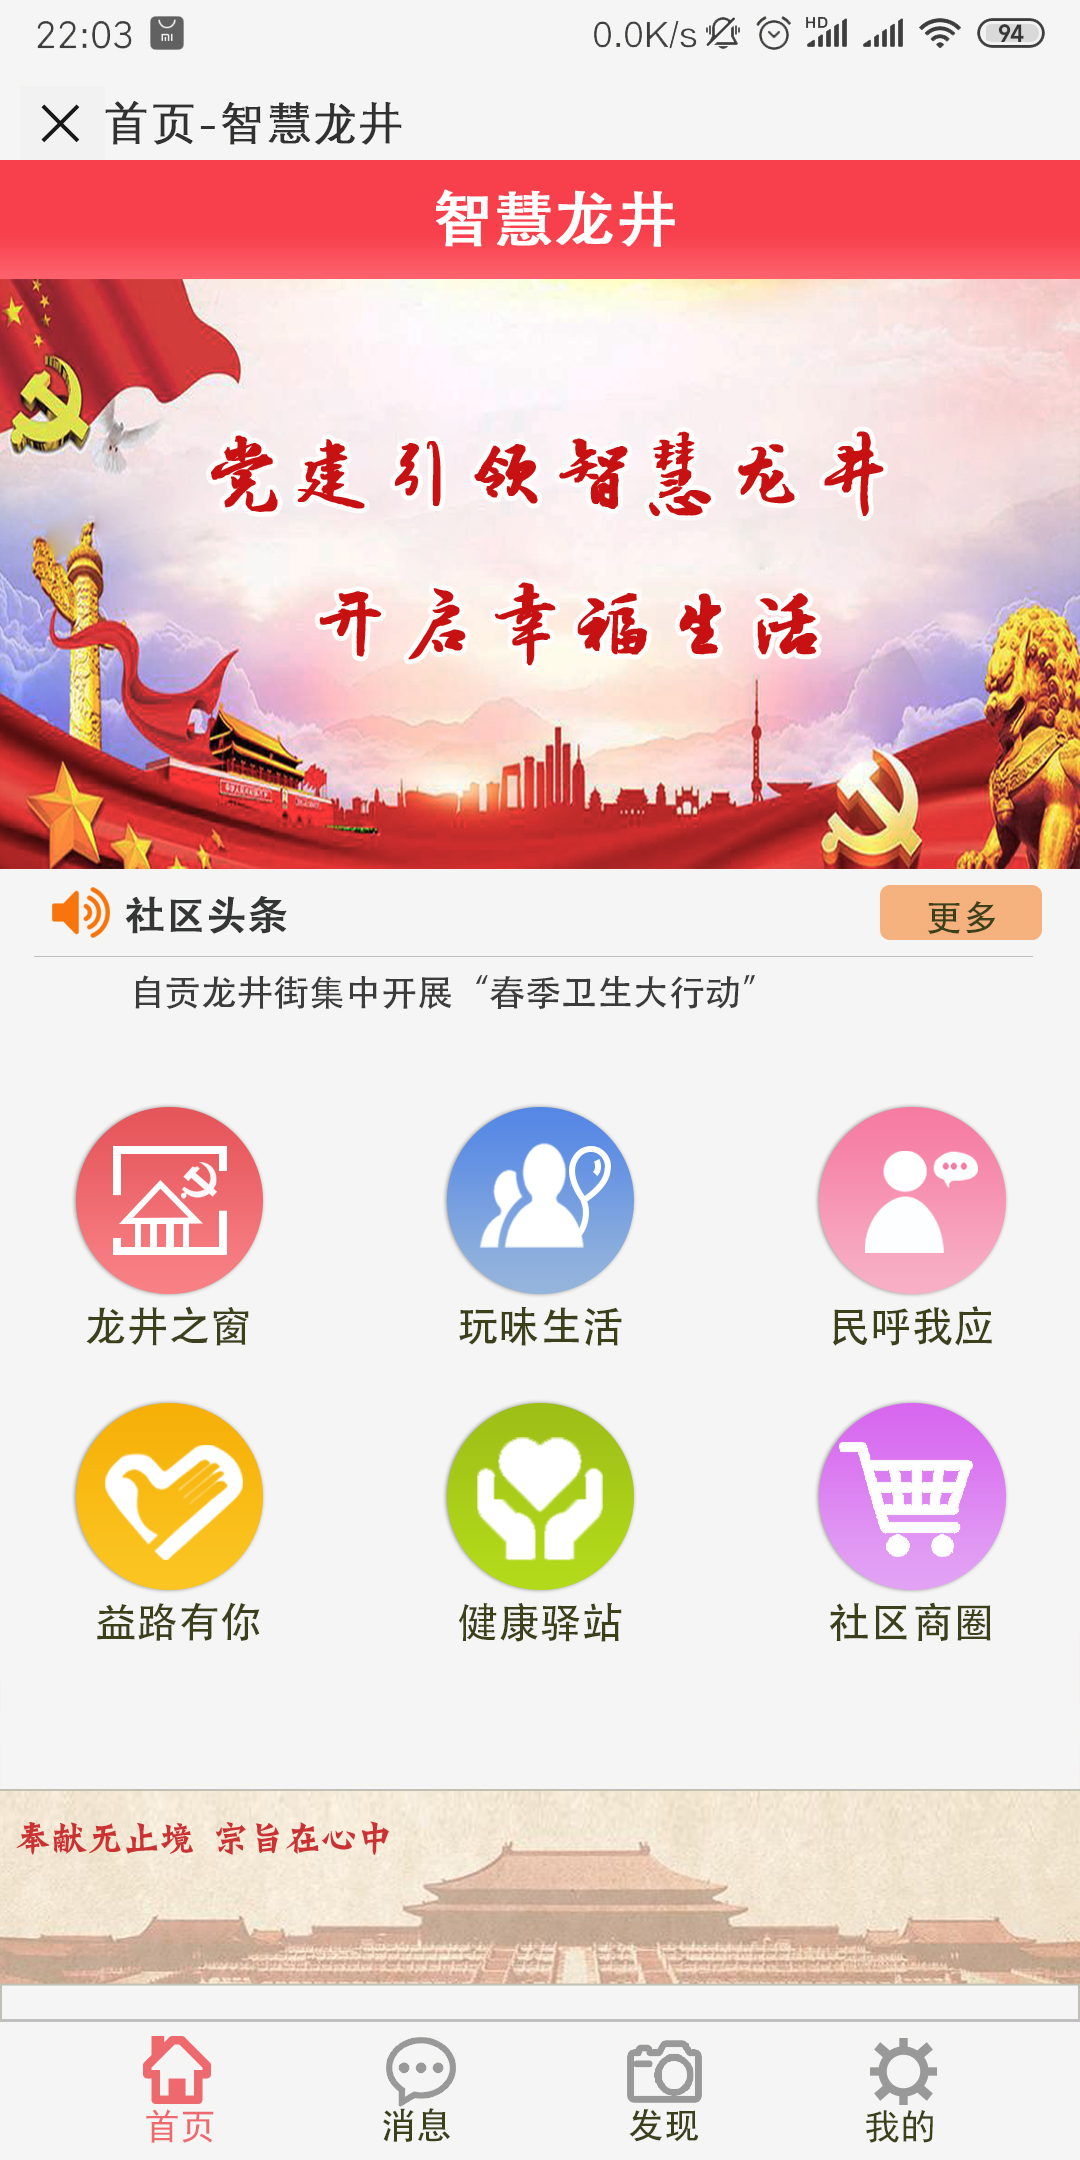 22:03
0.0K/s
HD
94
首页-智慧龙井
智慧龙井
党建引领智慧龙井
开启幸福生活
社区头条
更多
自贡龙井街集中开展“春季卫生大行动”
龙井之窗
玩味生活
民呼我应
益路有你
健康驿站
社区商圈
奉献无止境 宗旨在心中
首页
消息
发现
我的